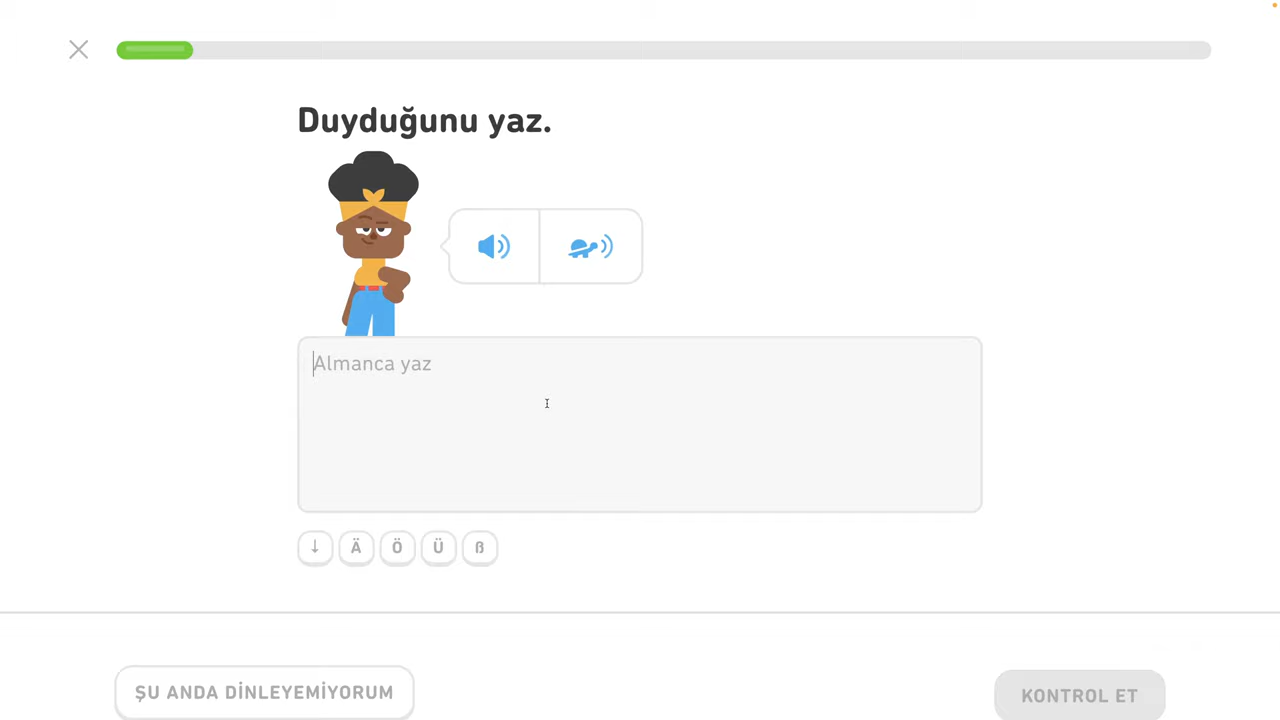 Duyduğunu yaz.
Almanca yaz
↓ Ä Ö Ü ß
ŞU ANDA DİNLEYEMİYORUM
KONTROL ET